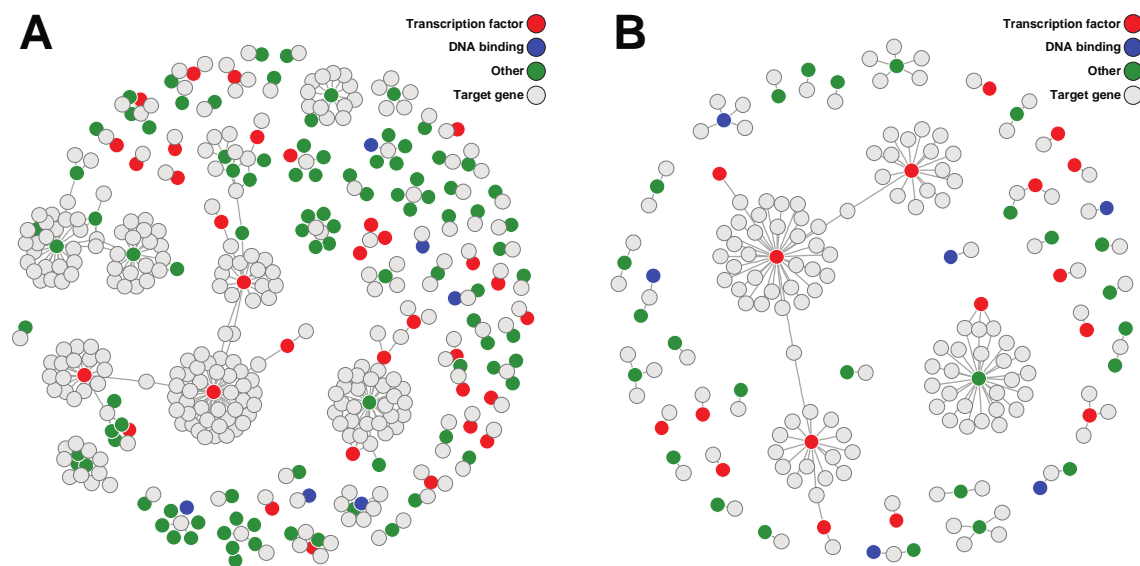 A
Transcription factor
DNA binding
Other
Target gene
B
Transcription factor
DNA binding
Other
Target gene